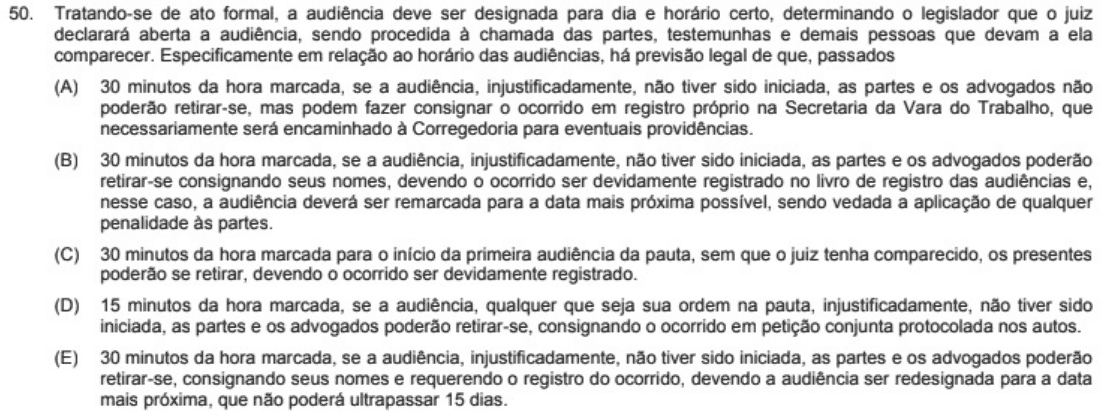 50. Tratando-se de ato formal, a audiência deve ser designada para dia e horário certo, determinando o legislador que o juiz
declarará aberta a audiência, sendo procedida à chamada das partes, testemunhas e demais pessoas que devam a ela
comparecer. Especificamente em relação ao horário das audiências, há previsão legal de que, passados
(A) 30 minutos da hora marcada, se a audiência, injustificadamente, não tiver sido iniciada, as partes e os advogados não
poderão retirar-se, mas podem fazer consignar o ocorrido em registro próprio na Secretaria da Vara do Trabalho, que
necessariamente será encaminhado à Corregedoria para eventuais providências.
(B) 30 minutos da hora marcada, se a audiência, injustificadamente, não tiver sido iniciada, as partes e os advogados poderão
retirar-se consignando seus nomes, devendo o ocorrido ser devidamente registrado no livro de registro das audiências e,
nesse caso, a audiência deverá ser remarcada para a data mais próxima possível, sendo vedada a aplicação de qualquer
penalidade às partes.
(C) 30 minutos da hora marcada para o início da primeira audiência da pauta, sem que o juiz tenha comparecido, os presentes
poderão se retirar, devendo o ocorrido ser devidamente registrado.
(D) 15 minutos da hora marcada, se a audiência, qualquer que seja sua ordem na pauta, injustificadamente, não tiver sido
iniciada, as partes e os advogados poderão retirar-se, consignando o ocorrido em petição conjunta protocolada nos autos.
(E) 30 minutos da hora marcada, se a audiência, injustificadamente, não tiver sido iniciada, as partes e os advogados poderão
retirar-se, consignando seus nomes e requerendo o registro do ocorrido, devendo a audiência ser redesignada para a data
mais próxima, que não poderá ultrapassar 15 dias.